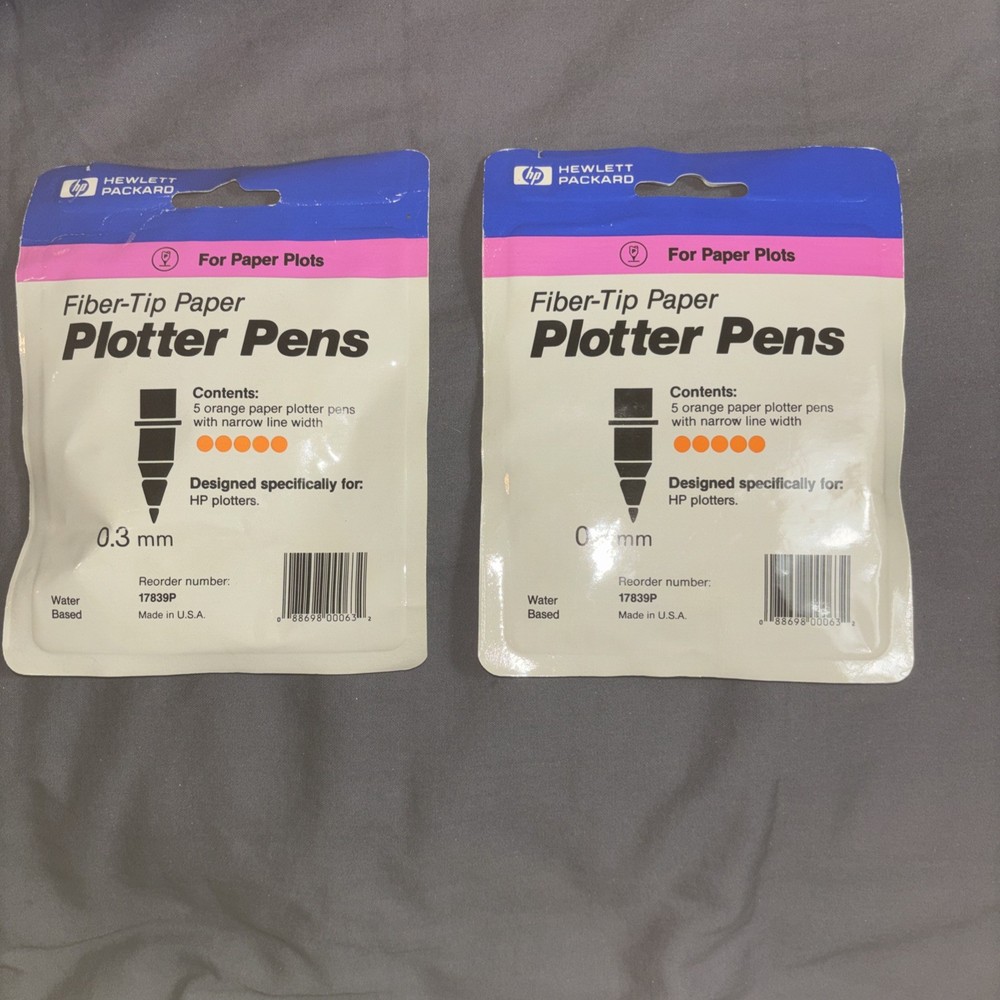 hp HEWLETT
PACKARD
For Paper Plots
Fiber-Tip Paper
Plotter Pens
Contents:
5 orange paper plotter pens
with narrow line width
Designed specifically for:
HP plotters.
0.3 mm
Reorder number:
17839P
Made in U.S.A.
Water
Based
0 88698 00063 2
hp HEWLETT
PACKARD
For Paper Plots
Fiber-Tip Paper
Plotter Pens
Contents:
5 orange paper plotter pens
with narrow line width
Designed specifically for:
HP plotters.
mm
Reorder number:
17839P
Made in U.S.A.
Water
Based
0 88698 00063 2